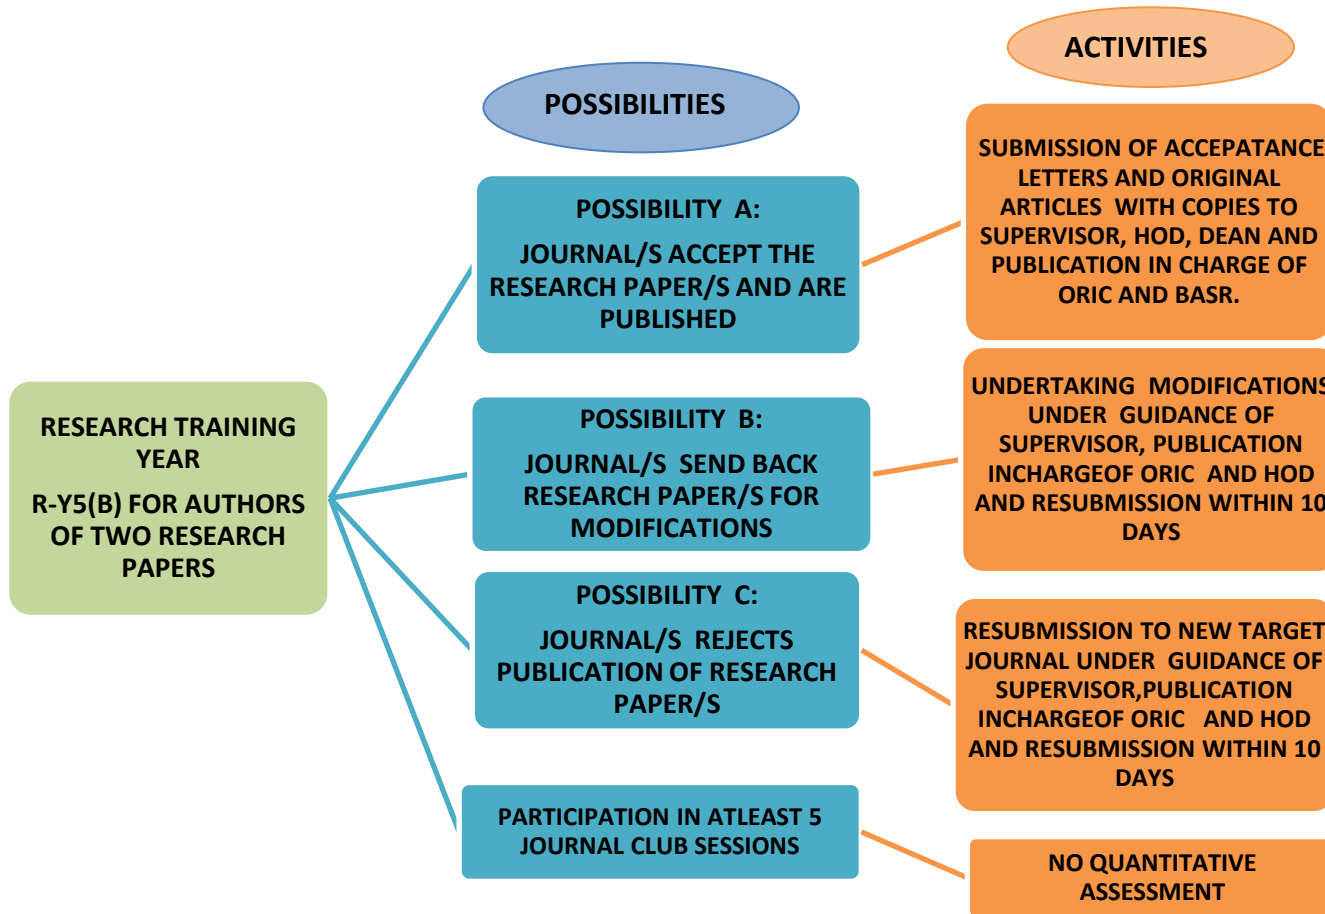 ACTIVITIES
POSSIBILITIES
RESEARCH TRAINING
YEAR
R-Y5(B) FOR AUTHORS
OF TWO RESEARCH
PAPERS
POSSIBILITY A:
JOURNAL/S ACCEPT THE
RESEARCH PAPER/S AND ARE
PUBLISHED
SUBMISSION OF ACCEPATANCE
LETTERS AND ORIGINAL
ARTICLES WITH COPIES TO
SUPERVISOR, HOD, DEAN AND
PUBLICATION IN CHARGE OF
ORIC AND BASR.
POSSIBILITY B:
JOURNAL/S SEND BACK
RESEARCH PAPER/S FOR
MODIFICATIONS
UNDERTAKING MODIFICATIONS
UNDER GUIDANCE OF
SUPERVISOR, PUBLICATION
INCHARGEOF ORIC AND HOD
AND RESUBMISSION WITHIN 10
DAYS
POSSIBILITY C:
JOURNAL/S REJECTS
PUBLICATION OF RESEARCH
PAPER/S
RESUBMISSION TO NEW TARGET
JOURNAL UNDER GUIDANCE OF
SUPERVISOR,PUBLICATION
INCHARGEOF ORIC AND HOD
AND RESUBMISSION WITHIN 10
DAYS
PARTICIPATION IN ATLEAST 5
JOURNAL CLUB SESSIONS
NO QUANTITATIVE
ASSESSMENT